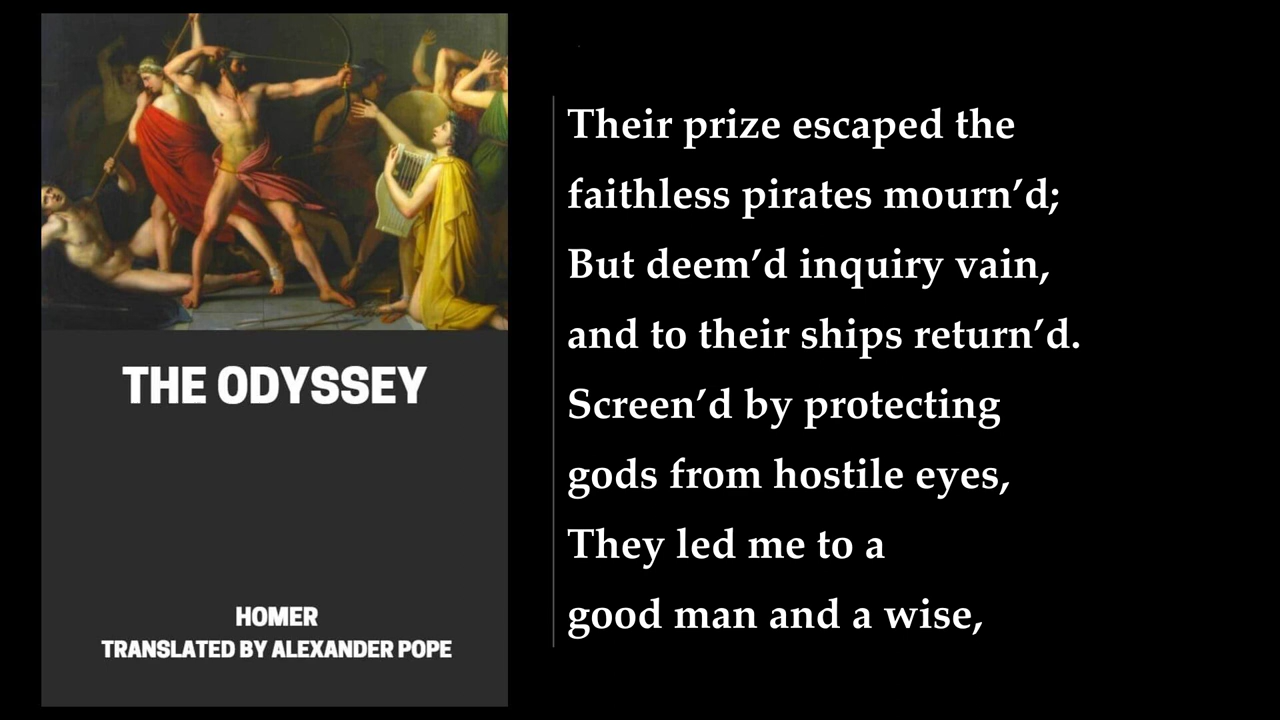 THE ODYSSEY
HOMER
TRANSLATED BY ALEXANDER POPE
Their prize escaped the
faithless pirates mourn’d;
But deem’d inquiry vain,
and to their ships return’d.
Screen’d by protecting
gods from hostile eyes,
They led me to a
good man and a wise,